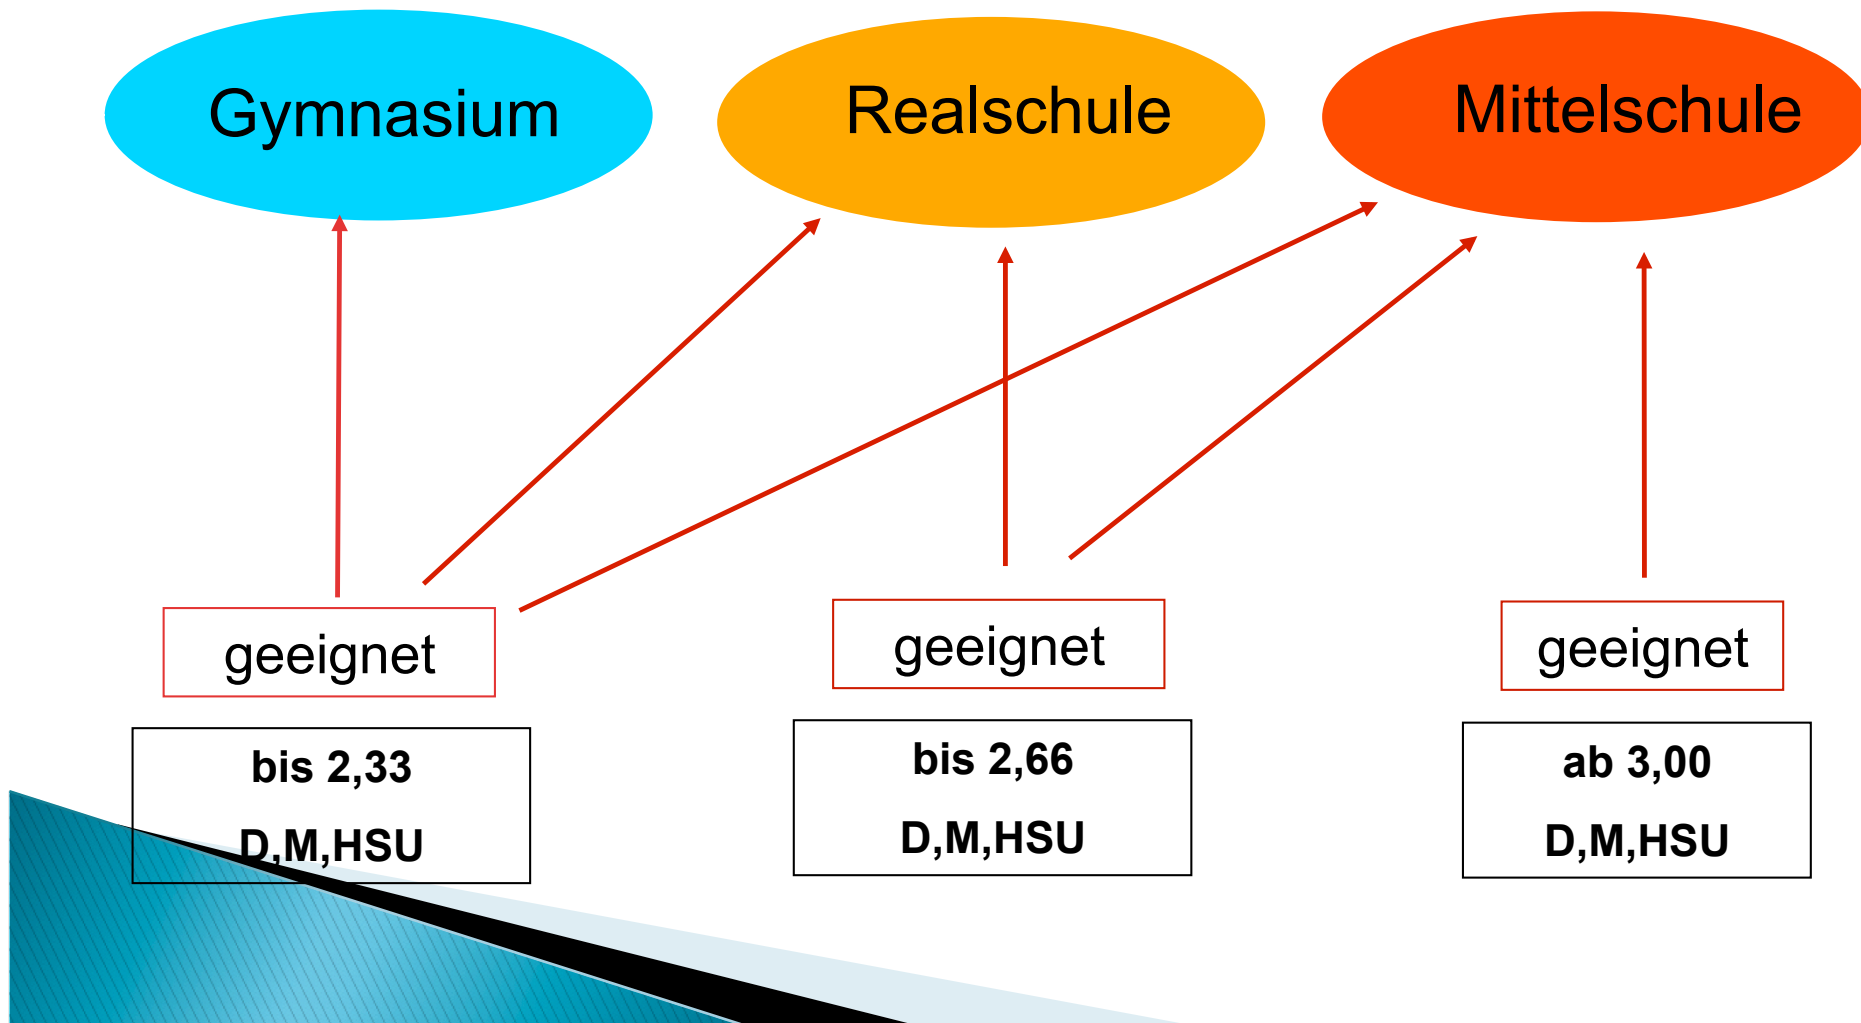 Gymnasium
Realschule
Mittelschule
geeignet
geeignet
geeignet
bis 2,33
D,M,HSU
bis 2,66
D,M,HSU
ab 3,00
D,M,HSU